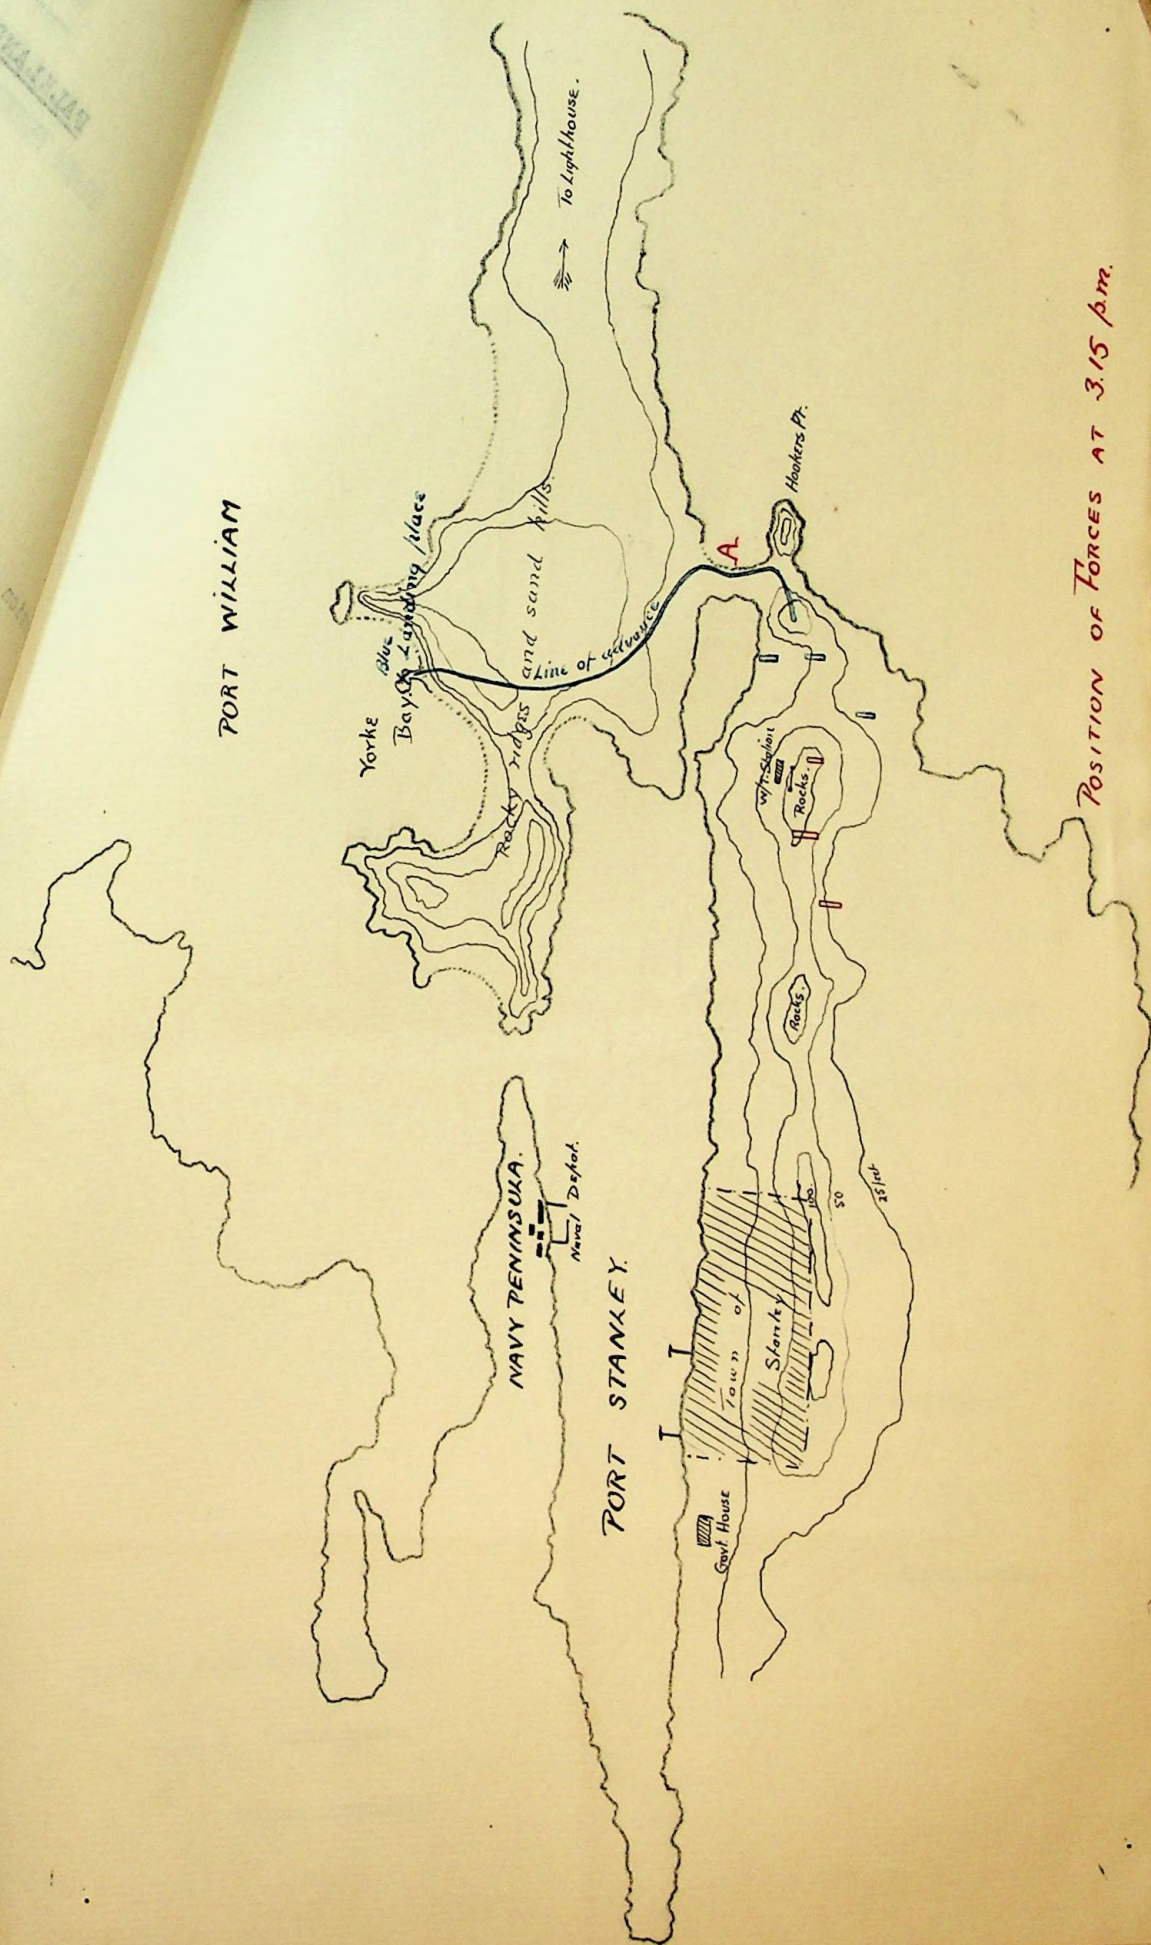 PORT WILLIAM
To Lighthouse.
Yorke
Bay.
Blue
Landing place
Rocky ridges and sand hills.
Line of advance
A
Hookers Pt.
W/T. Station
Rocks.
Rocks.
NAVY PENINSULA.
Naval Depot.
PORT STANLEY.
Town of
Stanley
100
50
25 feet
Govt House
POSITION OF FORCES AT 3.15 p.m.